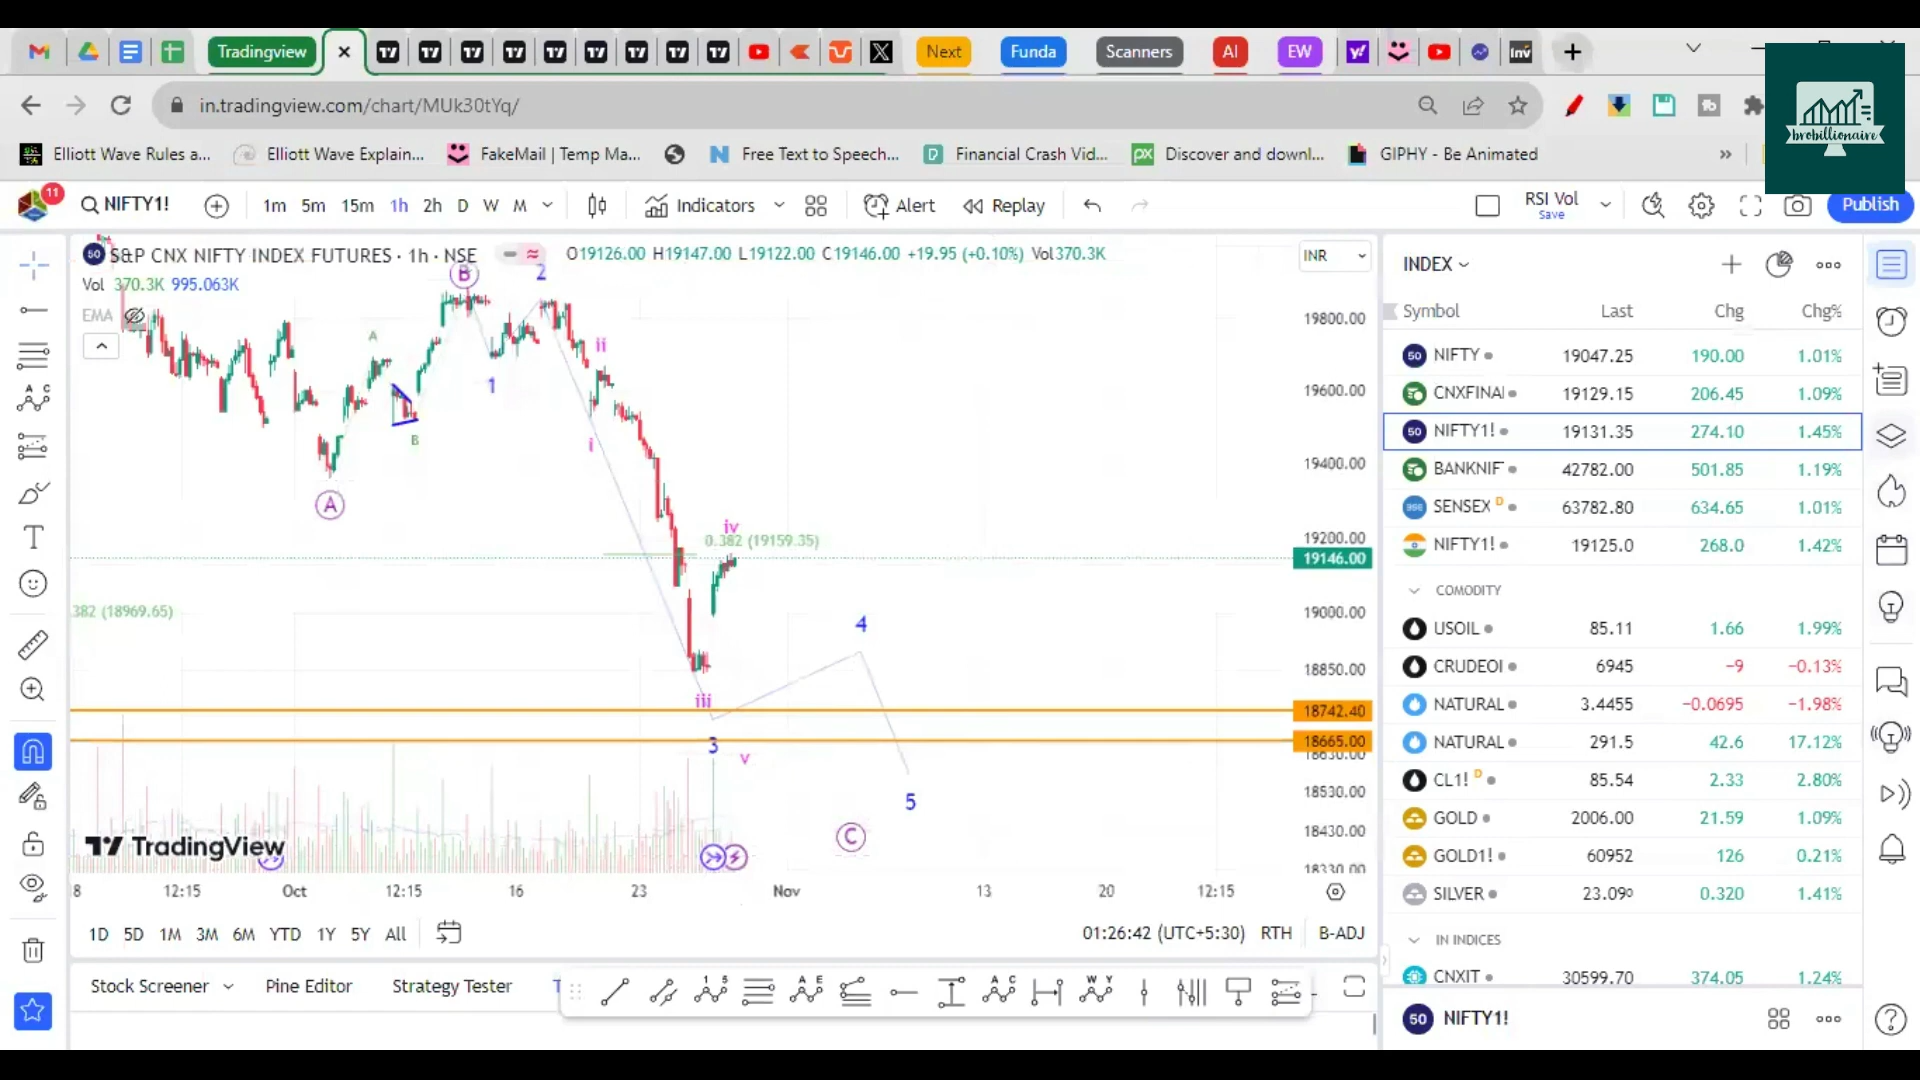 Tradingview
Next
Funda
Scanners
AI
EW
Inv
in.tradingview.com/chart/MUk30tYq/
brobillionaire
Elliott Wave Rules a...
Elliott Wave Explain...
FakeMail | Temp Ma...
Free Text to Speech...
Financial Crash Vid...
Discover and downl...
GIPHY - Be Animated
11
NIFTY1!
1m 5m 15m 1h 2h D W M
Indicators
Alert
Replay
RSI Vol
Save
Publish
S&P CNX NIFTY INDEX FUTURES · 1h · NSE
O19126.00 H19147.00 L19122.00 C19146.00 +19.95 (+0.10%) Vol370.3K
INR
Vol 370.3K 995.063K
EMA
B
2
A
ii
1
B
i
A
iv
0.382 (19159.35)
382 (18969.65)
4
iii
3
v
5
C
19800.00
19600.00
19400.00
19200.00
19146.00
19000.00
18850.00
18742.40
18665.00
18630.00
18530.00
18430.00
18330.00
TradingView
8 12:15 Oct 12:15 16 23 Nov 13 20 12:15
1D 5D 1M 3M 6M YTD 1Y 5Y All
01:26:42 (UTC+5:30) RTH B-ADJ
Stock Screener Pine Editor Strategy Tester T
INDEX
Symbol Last Chg Chg%
NIFTY 19047.25 190.00 1.01%
CNXFINAI 19129.15 206.45 1.09%
NIFTY1! 19131.35 274.10 1.45%
BANKNIF 42782.00 501.85 1.19%
SENSEX D 63782.80 634.65 1.01%
NIFTY1! 19125.0 268.0 1.42%
COMODITY
USOIL 85.11 1.66 1.99%
CRUDEOI 6945 −9 −0.13%
NATURAL 3.4455 −0.0695 −1.98%
NATURAL 291.5 42.6 17.12%
CL1! D 85.54 2.33 2.80%
GOLD 2006.00 21.59 1.09%
GOLD1! 60952 126 0.21%
SILVER 23.090 0.320 1.41%
IN INDICES
CNXIT 30599.70 374.05 1.24%
50 NIFTY1!